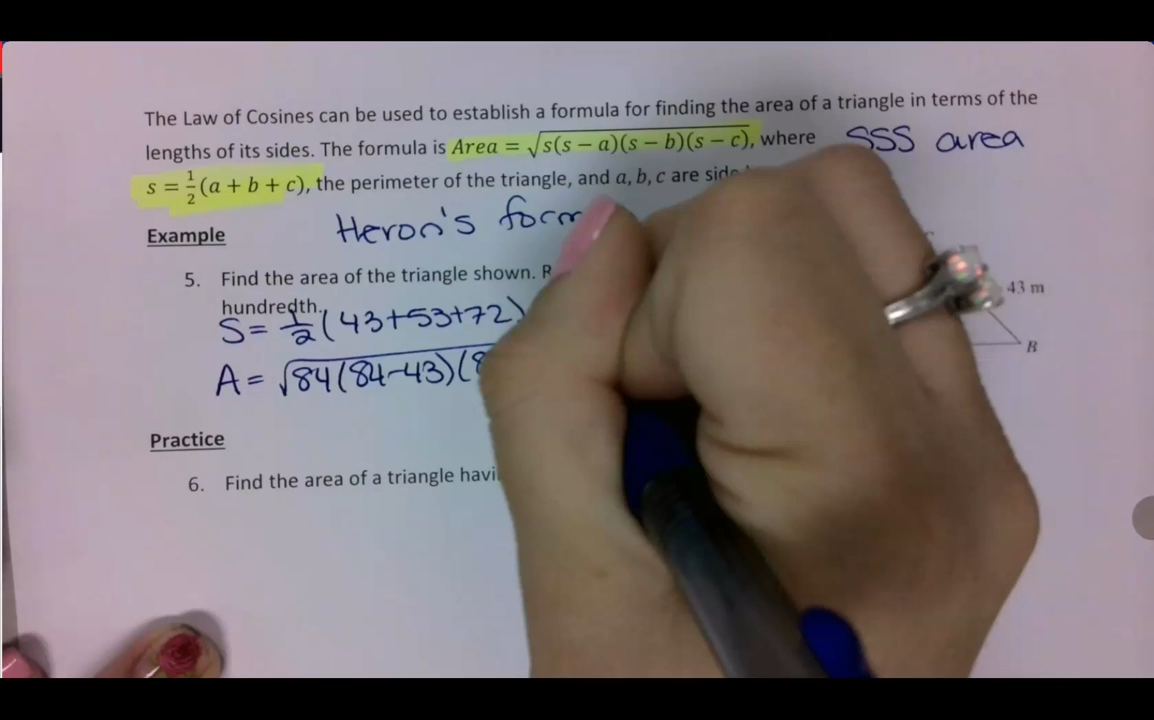 The Law of Cosines can be used to establish a formula for finding the area of a triangle in terms of the
lengths of its sides. The formula is Area = √s(s − a)(s − b)(s − c), where
SSS area
s = 1/2(a + b + c), the perimeter of the triangle, and a, b, c are
Heron's
Example
5. Find the area of the triangle shown.
hundredth.
43 m
B
S = 1/2(43+53+72)
A = √84(84-43)(
Practice
6. Find the area of a triangle